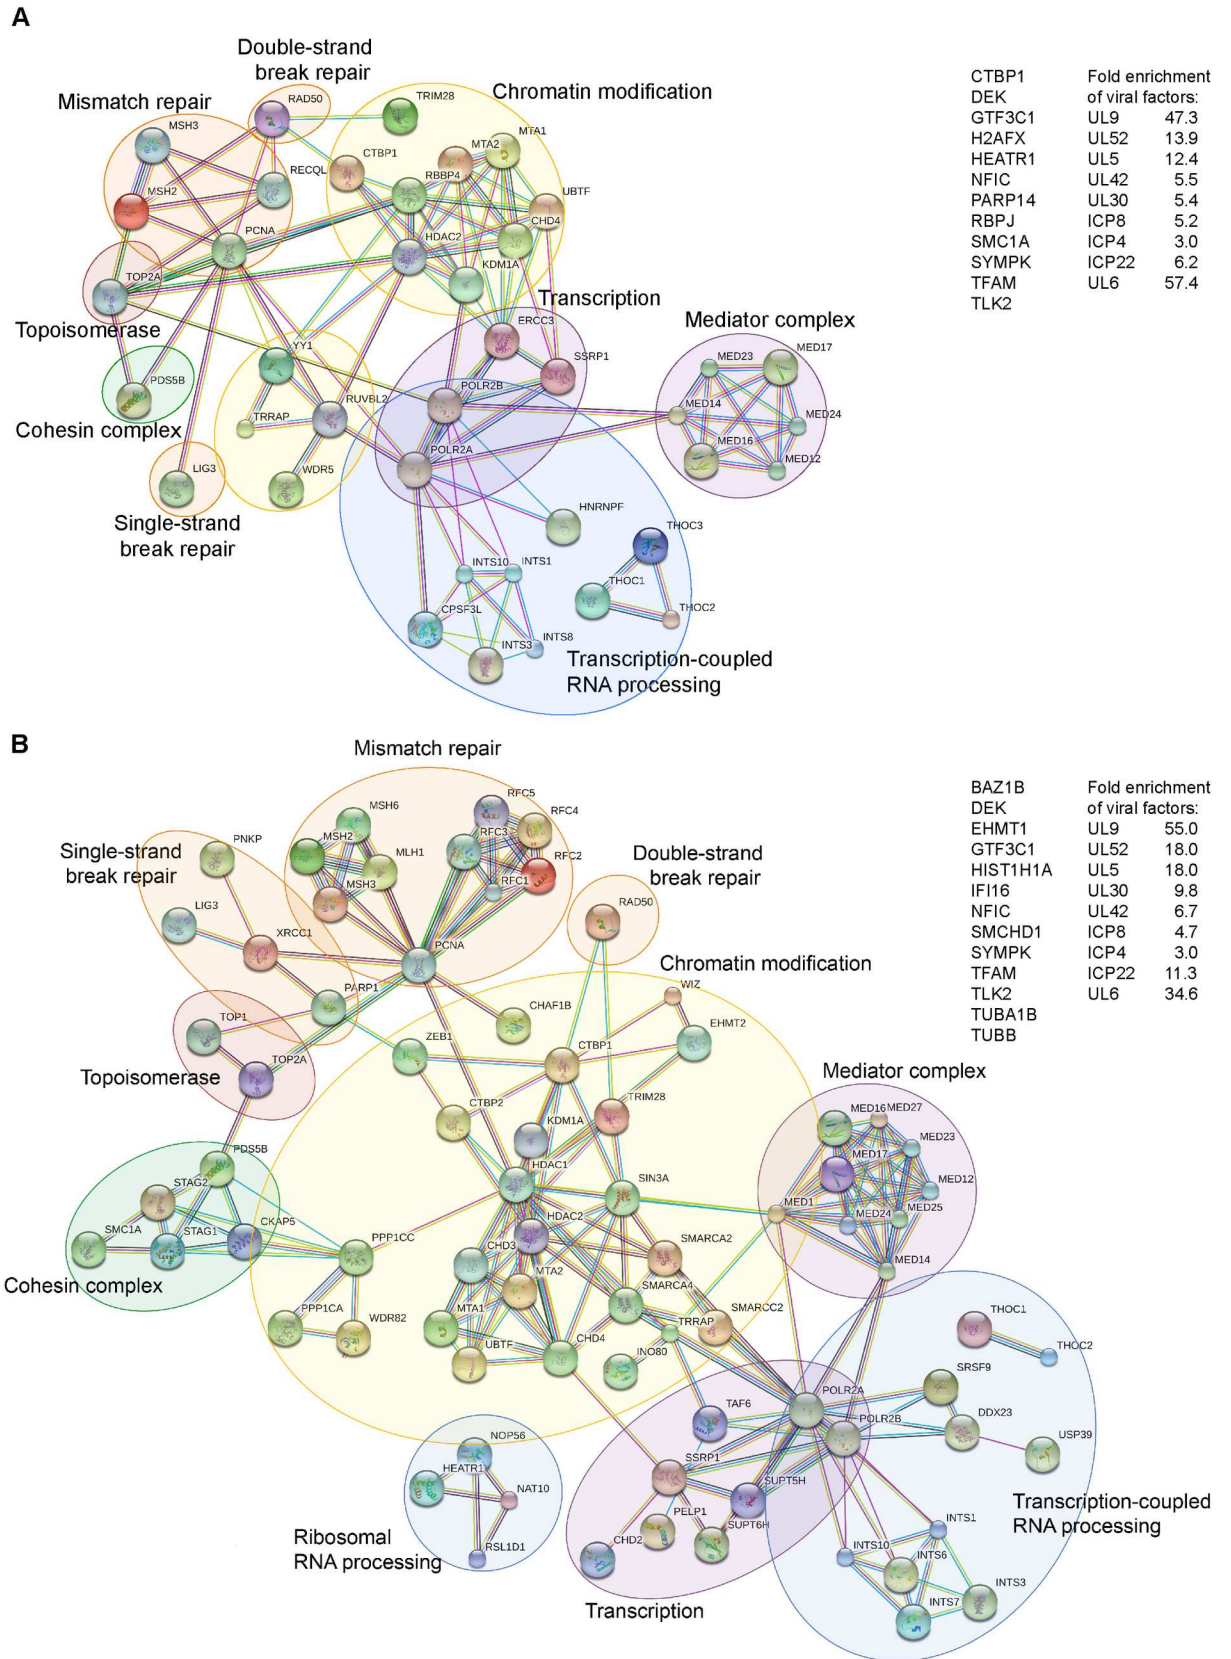 A
Double-strand
break repair
Mismatch repair
Chromatin modification
RAD50
TRIM28
MSH3
MTA1
MTA2
CTBP1
RECQL
RBBP4
MSH2
UBTF
CHD4
PCNA
HDAC2
KDM1A
TOP2A
Topoisomerase
Transcription
ERCC3
Mediator complex
YY1
SSRP1
MED23
MED17
PDS5B
POLR2B
RUVBL2
MED14
MED24
TRRAP
Cohesin complex
POLR2A
MED16
MED12
LIG3
WDR5
Single-strand
break repair
HNRNPF
THOC3
INTS10
INTS1
THOC1
CPSF3L
THOC2
INTS3
INTS8
Transcription-coupled
RNA processing
CTBP1
DEK
GTF3C1
H2AFX
HEATR1
NFIC
PARP14
RBPJ
SMC1A
SYMPK
TFAM
TLK2
Fold enrichment
of viral factors:
UL9 47.3
UL52 13.9
UL5 12.4
UL42 5.5
UL30 5.4
ICP8 5.2
ICP4 3.0
ICP22 6.2
UL6 57.4
B
Mismatch repair
Single-strand
break repair
PNKP
MSH6
RFC5
RFC4
MSH2
RFC3
MLH1
RFC2
MSH3
RFC1
Double-strand
break repair
RAD50
LIG3
XRCC1
PCNA
Chromatin modification
PARP1
WIZ
TOP1
CHAF1B
EHMT2
ZEB1
CTBP1
TOP2A
Topoisomerase
Mediator complex
CTBP2
TRIM28
KDM1A
MED16
MED27
MED23
PDS5B
MED17
HDAC1
SIN3A
STAG2
MED12
MED1
SMC1A
STAG1
CKAP5
HDAC2
MED24
MED25
PPP1CC
CHD3
SMARCA2
MED14
Cohesin complex
MTA2
SMARCA4
PPP1CA
WDR82
MTA1
SMARCC2
TRRAP
UBTF
CHD4
INO80
THOC1
THOC2
SRSF9
POLR2A
TAF6
POLR2B
DDX23
USP39
NOP56
HEATR1
NAT10
SSRP1
SUPT5H
PELP1
SUPT6H
Ribosomal
RNA processing
RSL1D1
CHD2
Transcription
Transcription-coupled
RNA processing
INTS1
INTS10
INTS6
INTS3
INTS7
BAZ1B
DEK
EHMT1
GTF3C1
HIST1H1A
IFI16
NFIC
SMCHD1
SYMPK
TFAM
TLK2
TUBA1B
TUBB
Fold enrichment
of viral factors:
UL9 55.0
UL52 18.0
UL5 18.0
UL30 9.8
UL42 6.7
ICP8 4.7
ICP4 3.0
ICP22 11.3
UL6 34.6